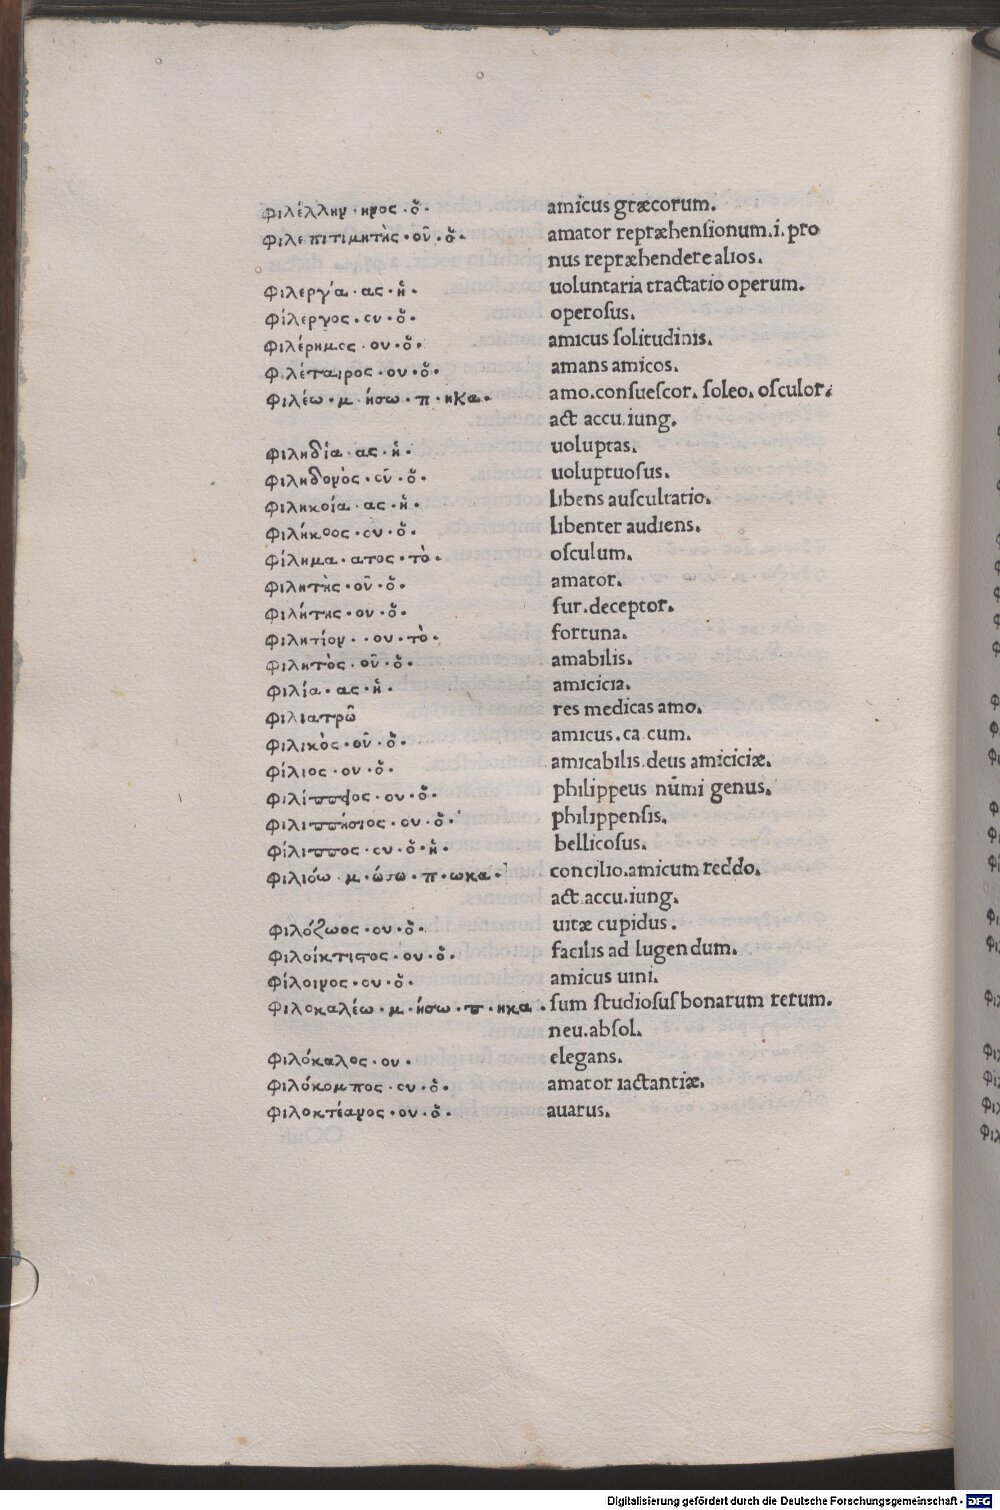 φιλέλλην · ηνος · ὅ · amicus græcorum.
φιλεπιτιμητὴς · οῦ · ὅ · amator repræhensionum.i.pro
nus repræhendere alios.
φιλεργία · ας · ἡ · uoluntaria tractatio operum.
φίλεργος · ου · ὅ · operosus.
φιλέρημος · ου · ὅ · amicus solitudinis.
φιλέταιρος · ου · ὅ · amans amicos.
φιλέω · μ · ήσω · π · ηκα · amo.consuescor. soleo. osculor.
act accu.iung.
φιληδία · ας · ἡ · uoluptas.
φιληδονὸς · οῦ · ὅ · uoluptuosus.
φιληκοία · ας · ἡ · libens auscultatio.
φιλήκοος · ου · ὅ · libenter audiens.
φίλημα · ατος · τὸ · osculum.
φιλητὴς · οῦ · ὅ · amator.
φιλήτης · ου · ὅ · fur.deceptor.
φιλητίον · · ου · τὸ · fortuna.
φιλητὸς · οῦ · ὅ · amabilis.
φιλία · ας · ἡ · amicicia.
φιλιατρῶ res medicas amo.
φιλικὸς · οῦ · ὅ · amicus.ca cum.
φίλιος · ου · ὅ · amicabilis.deus amiciciæ.
φιλίππος · ου · ὅ · philippeus nūmi genus.
φιλιππήσιος · ου · ὅ · philippensis.
φίλιππος · ου · ὅ · ἡ · bellicosus.
φιλιόω · μ · ώσω · π · ωκα · concilio.amicum reddo.
act accu.iung.
φιλόζωος · ου · ὅ · uitæ cupidus.
φιλοίκτιστος · ου · ὅ · facilis ad lugendum.
φίλοινος · ου · ὅ · amicus uini.
φιλοκαλέω · μ · ήσω · π · ηκα · sum studiosus bonarum rerum.
neu.absol.
φιλόκαλος · ου · elegans.
φιλόκομπος · ου · ὅ · amator iactantiæ.
φιλοκτέανος · ου · ὅ · auarus.
Digitalisierung gefördert durch die Deutsche Forschungsgemeinschaft - DFG